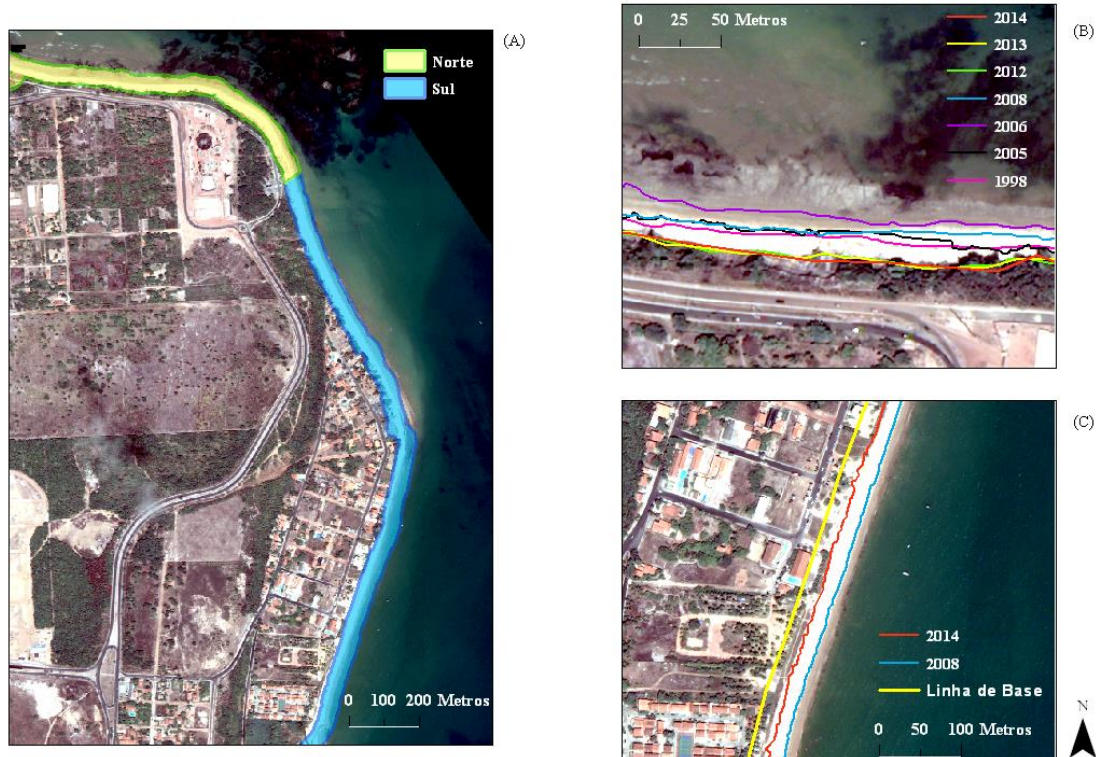 (A)
Norte
Sul
0 100 200 Metros
(B)
0 25 50 Metros
2014
2013
2012
2008
2006
2005
1998
(C)
2014
2008
Linha de Base
0 50 100 Metros
N